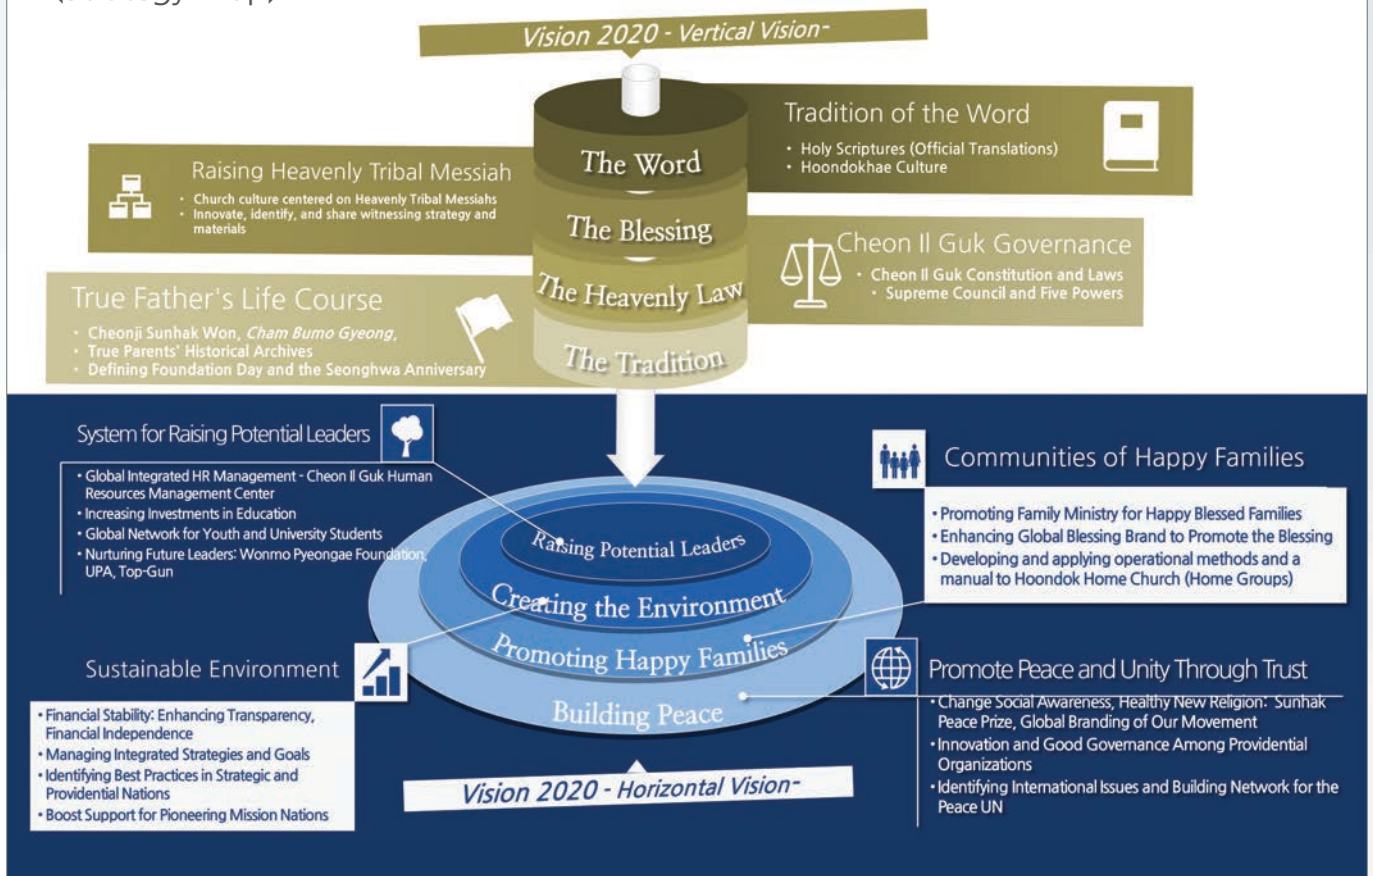 (Strategy Map)
Vision 2020 - Vertical Vision-
Tradition of the Word
• Holy Scriptures (Official Translations)
• Hoondokhae Culture
Raising Heavenly Tribal Messiah
• Church culture centered on Heavenly Tribal Messiahs
• Innovate, identify, and share witnessing strategy and
materials
The Word
The Blessing
The Heavenly Law
The Tradition
Cheon Il Guk Governance
• Cheon Il Guk Constitution and Laws
• Supreme Council and Five Powers
True Father's Life Course
• Cheonji Sunhak Won, Cham Bumo Gyeong,
• True Parents' Historical Archives
• Defining Foundation Day and the Seonghwa Anniversary
System for Raising Potential Leaders
• Global Integrated HR Management - Cheon Il Guk Human
Resources Management Center
• Increasing Investments in Education
• Global Network for Youth and University Students
• Nurturing Future Leaders: Wonmo Pyeongae Foundation,
UPA, Top-Gun
Communities of Happy Families
• Promoting Family Ministry for Happy Blessed Families
• Enhancing Global Blessing Brand to Promote the Blessing
• Developing and applying operational methods and a
manual to Hoondok Home Church (Home Groups)
Raising Potential Leaders
Creating the Environment
Promoting Happy Families
Building Peace
Sustainable Environment
• Financial Stability: Enhancing Transparency,
Financial Independence
• Managing Integrated Strategies and Goals
• Identifying Best Practices in Strategic and
Providential Nations
• Boost Support for Pioneering Mission Nations
Promote Peace and Unity Through Trust
• Change Social Awareness, Healthy New Religion: Sunhak
Peace Prize, Global Branding of Our Movement
• Innovation and Good Governance Among Providential
Organizations
• Identifying International Issues and Building Network for the
Peace UN
Vision 2020 - Horizontal Vision-